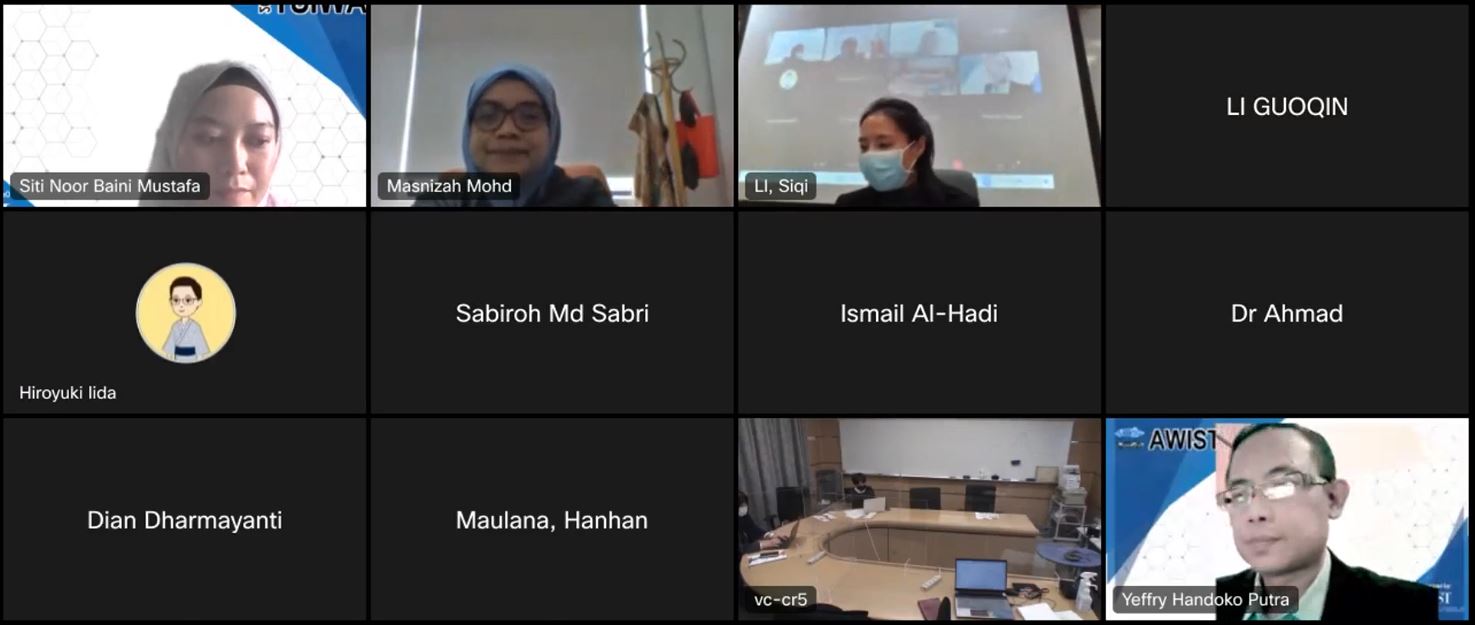 Siti Noor Baini Mustafa
Masnizah Mohd
LI, Siqi
LI GUOQIN
Hiroyuki Iida
Sabiroh Md Sabri
Ismail Al-Hadi
Dr Ahmad
Dian Dharmayanti
Maulana, Hanhan
vc-cr5
AWIST
Yeffry Handoko Putra
ST